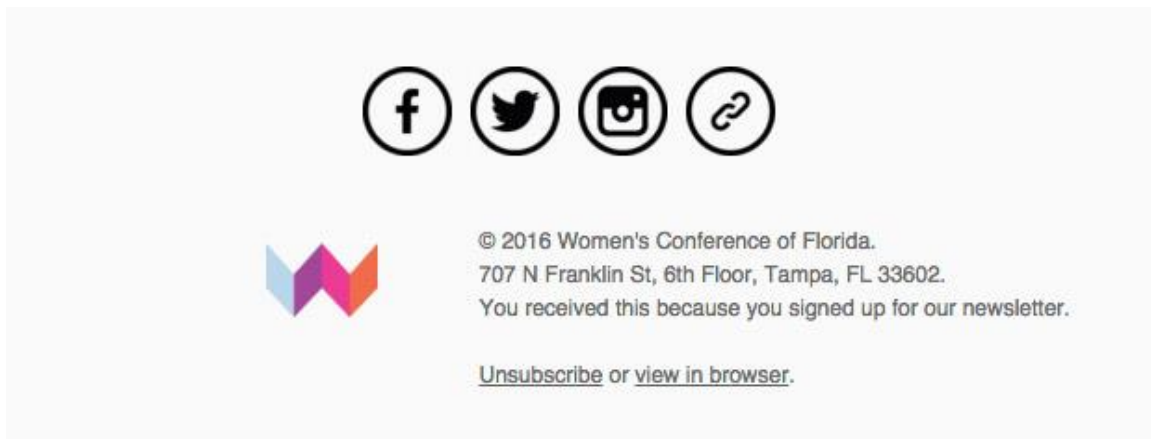 © 2016 Women's Conference of Florida.
707 N Franklin St, 6th Floor, Tampa, FL 33602.
You received this because you signed up for our newsletter.
Unsubscribe or view in browser.